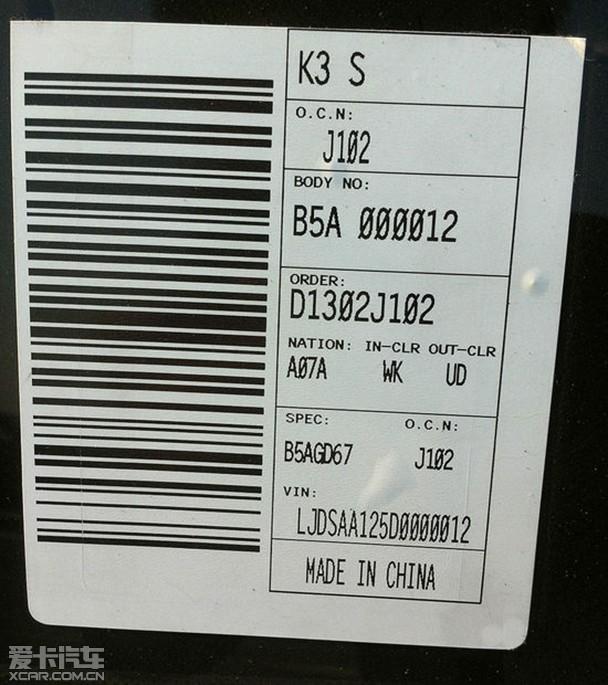 K3 S
O.C.N:
J102
BODY NO:
B5A 000012
ORDER:
D1302J102
NATION: IN-CLR OUT-CLR
A07A WK UD
SPEC: O.C.N:
B5AGD67 J102
VIN:
LJDSAA125D0000012
MADE IN CHINA
爱卡汽车
XCAR.COM.CN